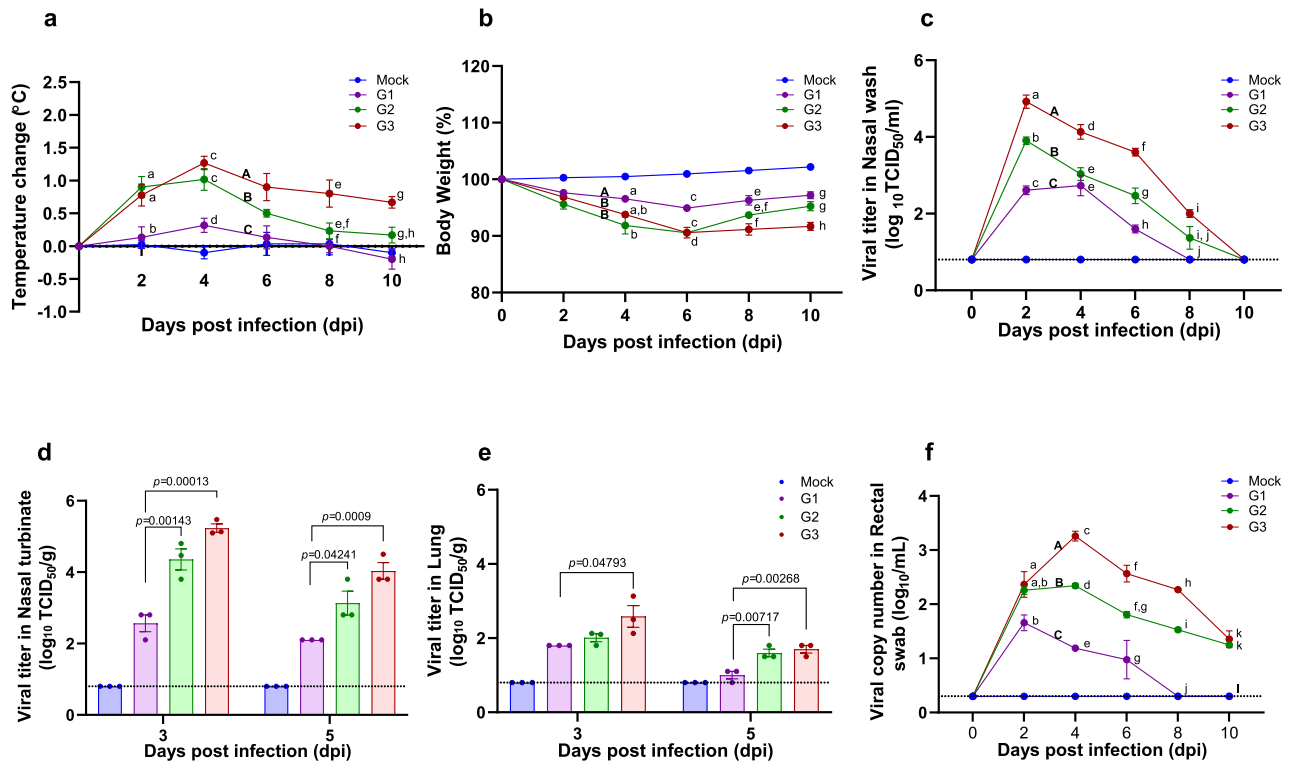 a
Temperature change (°C)
2.5
2.0
1.5
1.0
0.5
0.0
-0.5
-1.0
2
4
6
8
10
Days post infection (dpi)
Mock
G1
G2
G3
a
a
b
c
c
d
A
B
C
e
e,f
f
g
g,h
h
b
Body Weight (%)
120
110
100
90
80
0
2
4
6
8
10
Days post infection (dpi)
Mock
G1
G2
G3
A
B
B
a
a,b
b
c
c
d
e
e,f
f
g
g
h
c
Viral titer in Nasal wash
(log 10TCID50/ml)
6
4
2
0
0
2
4
6
8
10
Days post infection (dpi)
Mock
G1
G2
G3
a
b
c
A
B
C
d
e
e
f
g
h
i
i, j
j
d
Viral titer in Nasal turbinate
(log10 TCID50/g)
6
4
2
0
p=0.00013
p=0.00143
p=0.0009
p=0.04241
3
5
Days post infection (dpi)
e
Viral titer in Lung
(log10 TCID50/g)
6
4
2
0
p=0.04793
p=0.00268
p=0.00717
3
5
Days post infection (dpi)
Mock
G1
G2
G3
f
Viral copy number in Rectal
swab (log10/mL)
4
3
2
1
0
0
2
4
6
8
10
Days post infection (dpi)
Mock
G1
G2
G3
a
a,b
b
A
B
C
c
d
e
f
f,g
g
h
i
j
k
k
l